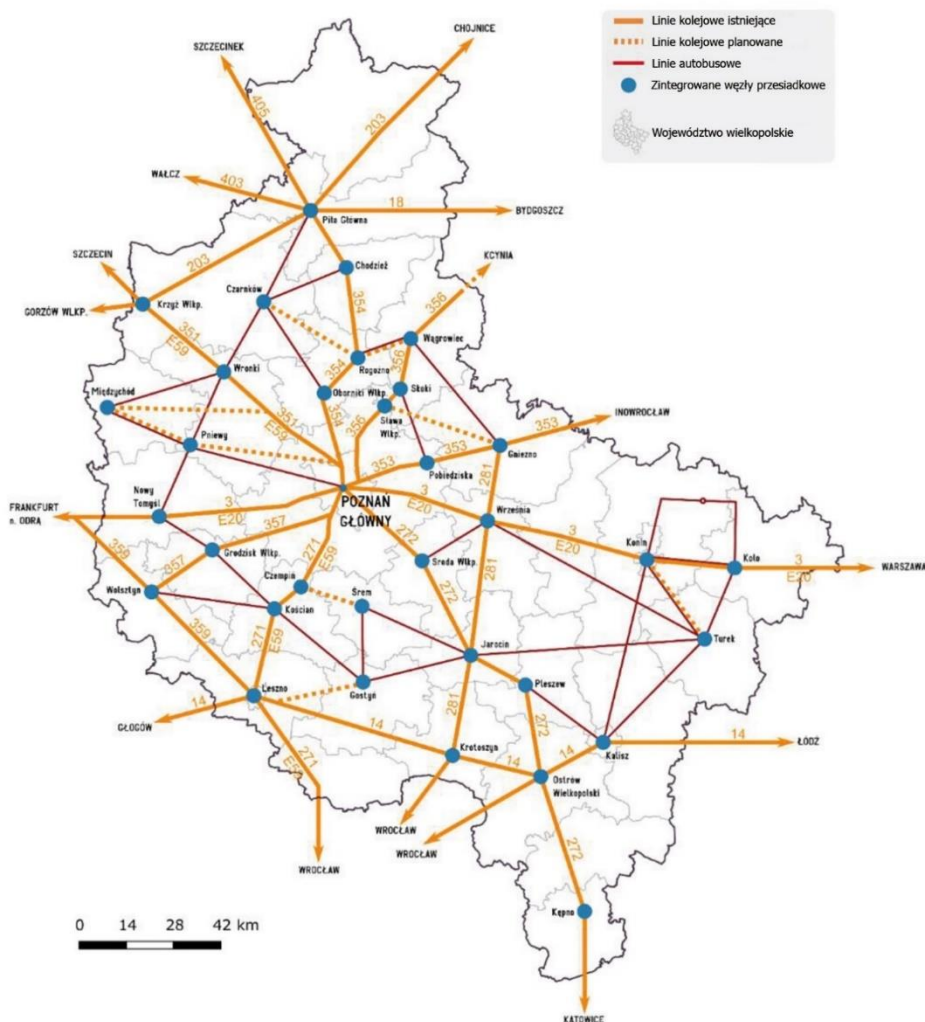 Linie kolejowe istniejące
Linie kolejowe planowane
Linie autobusowe
Zintegrowane węzły przesiadkowe
Województwo wielkopolskie
CHOJNICE
SZCZECINEK
405
203
WAŁCZ
403
18
BYDGOSZCZ
Piła Główna
SZCZECIN
203
KCYNIA
Chodzież
Czarnków
354
356
GORZÓW WLKP.
Krzyż Wlkp.
351
E59
Wągrowiec
Rogoźno
356
354
Wronki
Oborniki Wlkp.
Skoki
Międzychód
351
E59
354
356
Sława
Wlkp.
INOWROCŁAW
353
Pniewy
353
353
Gniezno
Pobiedziska
281
Nowy
Tomyśl
POZNAŃ
GŁÓWNY
3
E20
3
E20
FRANKFURT
n. ODRĄ
Września
357
Grodzisk Wlkp.
271
E59
272
3
E20
Konin
Koło
3
E20
WARSZAWA
359
357
Środa Wlkp.
281
Wolsztyn
Czempiń
Kościan
Śrem
272
359
271
E59
Turek
Jarocin
Leszno
Gostyń
Pleszew
GŁOGÓW
14
281
272
14
14
Kalisz
14
ŁÓDŹ
271
E59
Krotoszyn
14
Ostrów
Wielkopolski
WROCŁAW
WROCŁAW
WROCŁAW
272
Kępno
0 14 28 42 km
KATOWICE